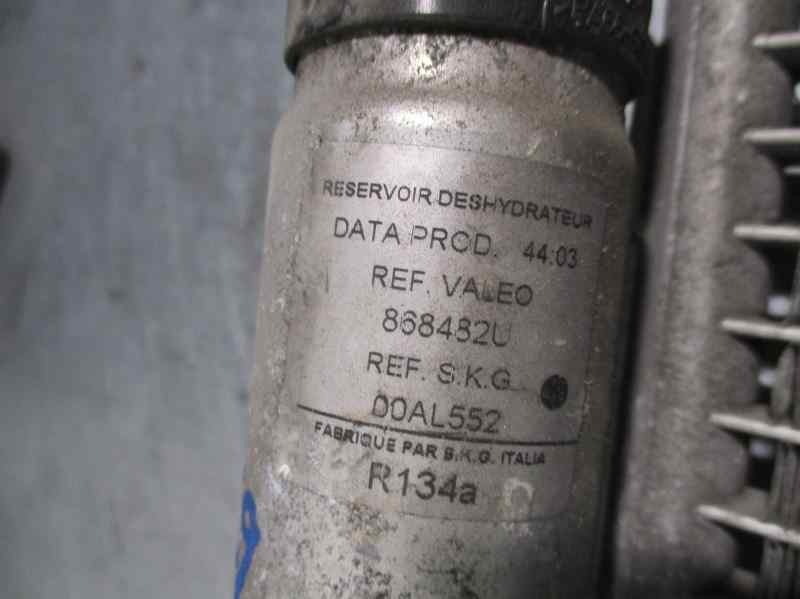 RESERVOIR DESHYDRATEUR
DATA PROD. 44:03
REF. VALEO
868482U
REF. S.K.G.
00AL552
FABRIQUE PAR S.K.G. ITALIA
R134a